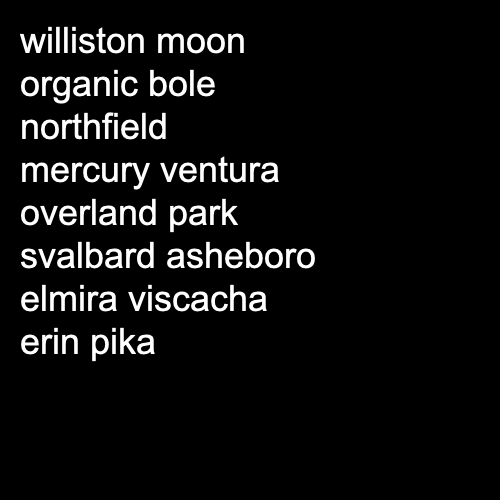 williston moon
organic bole
northfield
mercury ventura
overland park
svalbard asheboro
elmira viscacha
erin pika